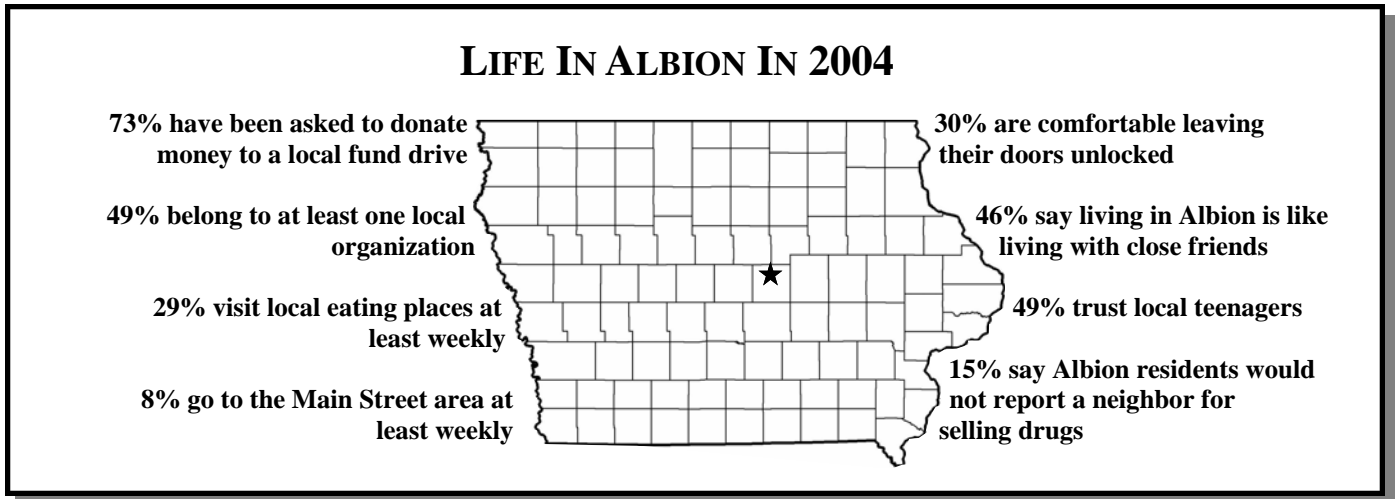 LIFE IN ALBION IN 2004
73% have been asked to donate
money to a local fund drive
49% belong to at least one local
organization
29% visit local eating places at
least weekly
8% go to the Main Street area at
least weekly
30% are comfortable leaving
their doors unlocked
46% say living in Albion is like
living with close friends
49% trust local teenagers
15% say Albion residents would
not report a neighbor for
selling drugs